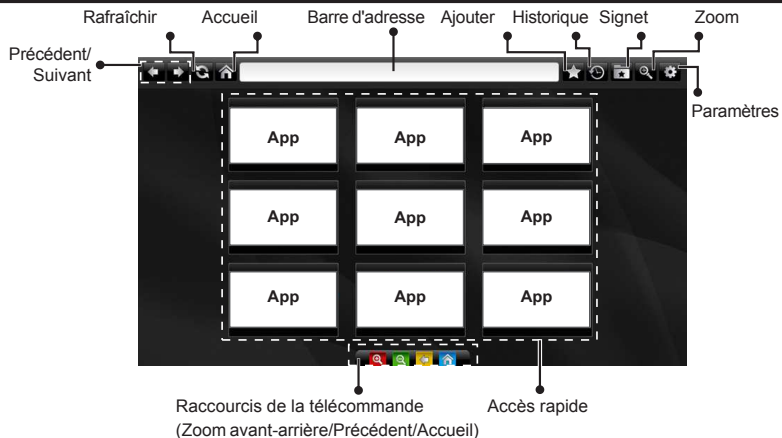 Rafraîchir Accueil Barre d'adresse Ajouter Historique Signet Zoom
Précédent/
Suivant
Paramètres
App App App
App App App
App App App
Raccourcis de la télécommande
(Zoom avant-arrière/Précédent/Accueil)
Accès rapide